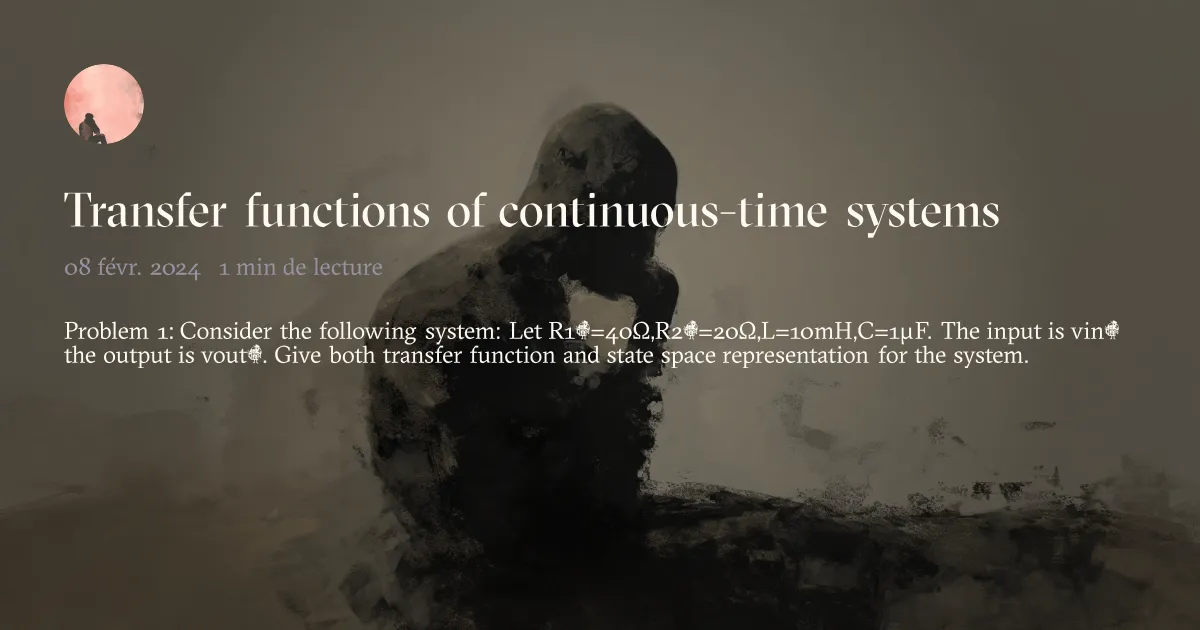 Transfer functions of continuous-time systems
08 févr. 2024 1 min de lecture
Problem 1: Consider the following system: Let R1=40Ω,R2=20Ω,L=10mH,C=1μF. The input is vin
the output is vout. Give both transfer function and state space representation for the system.